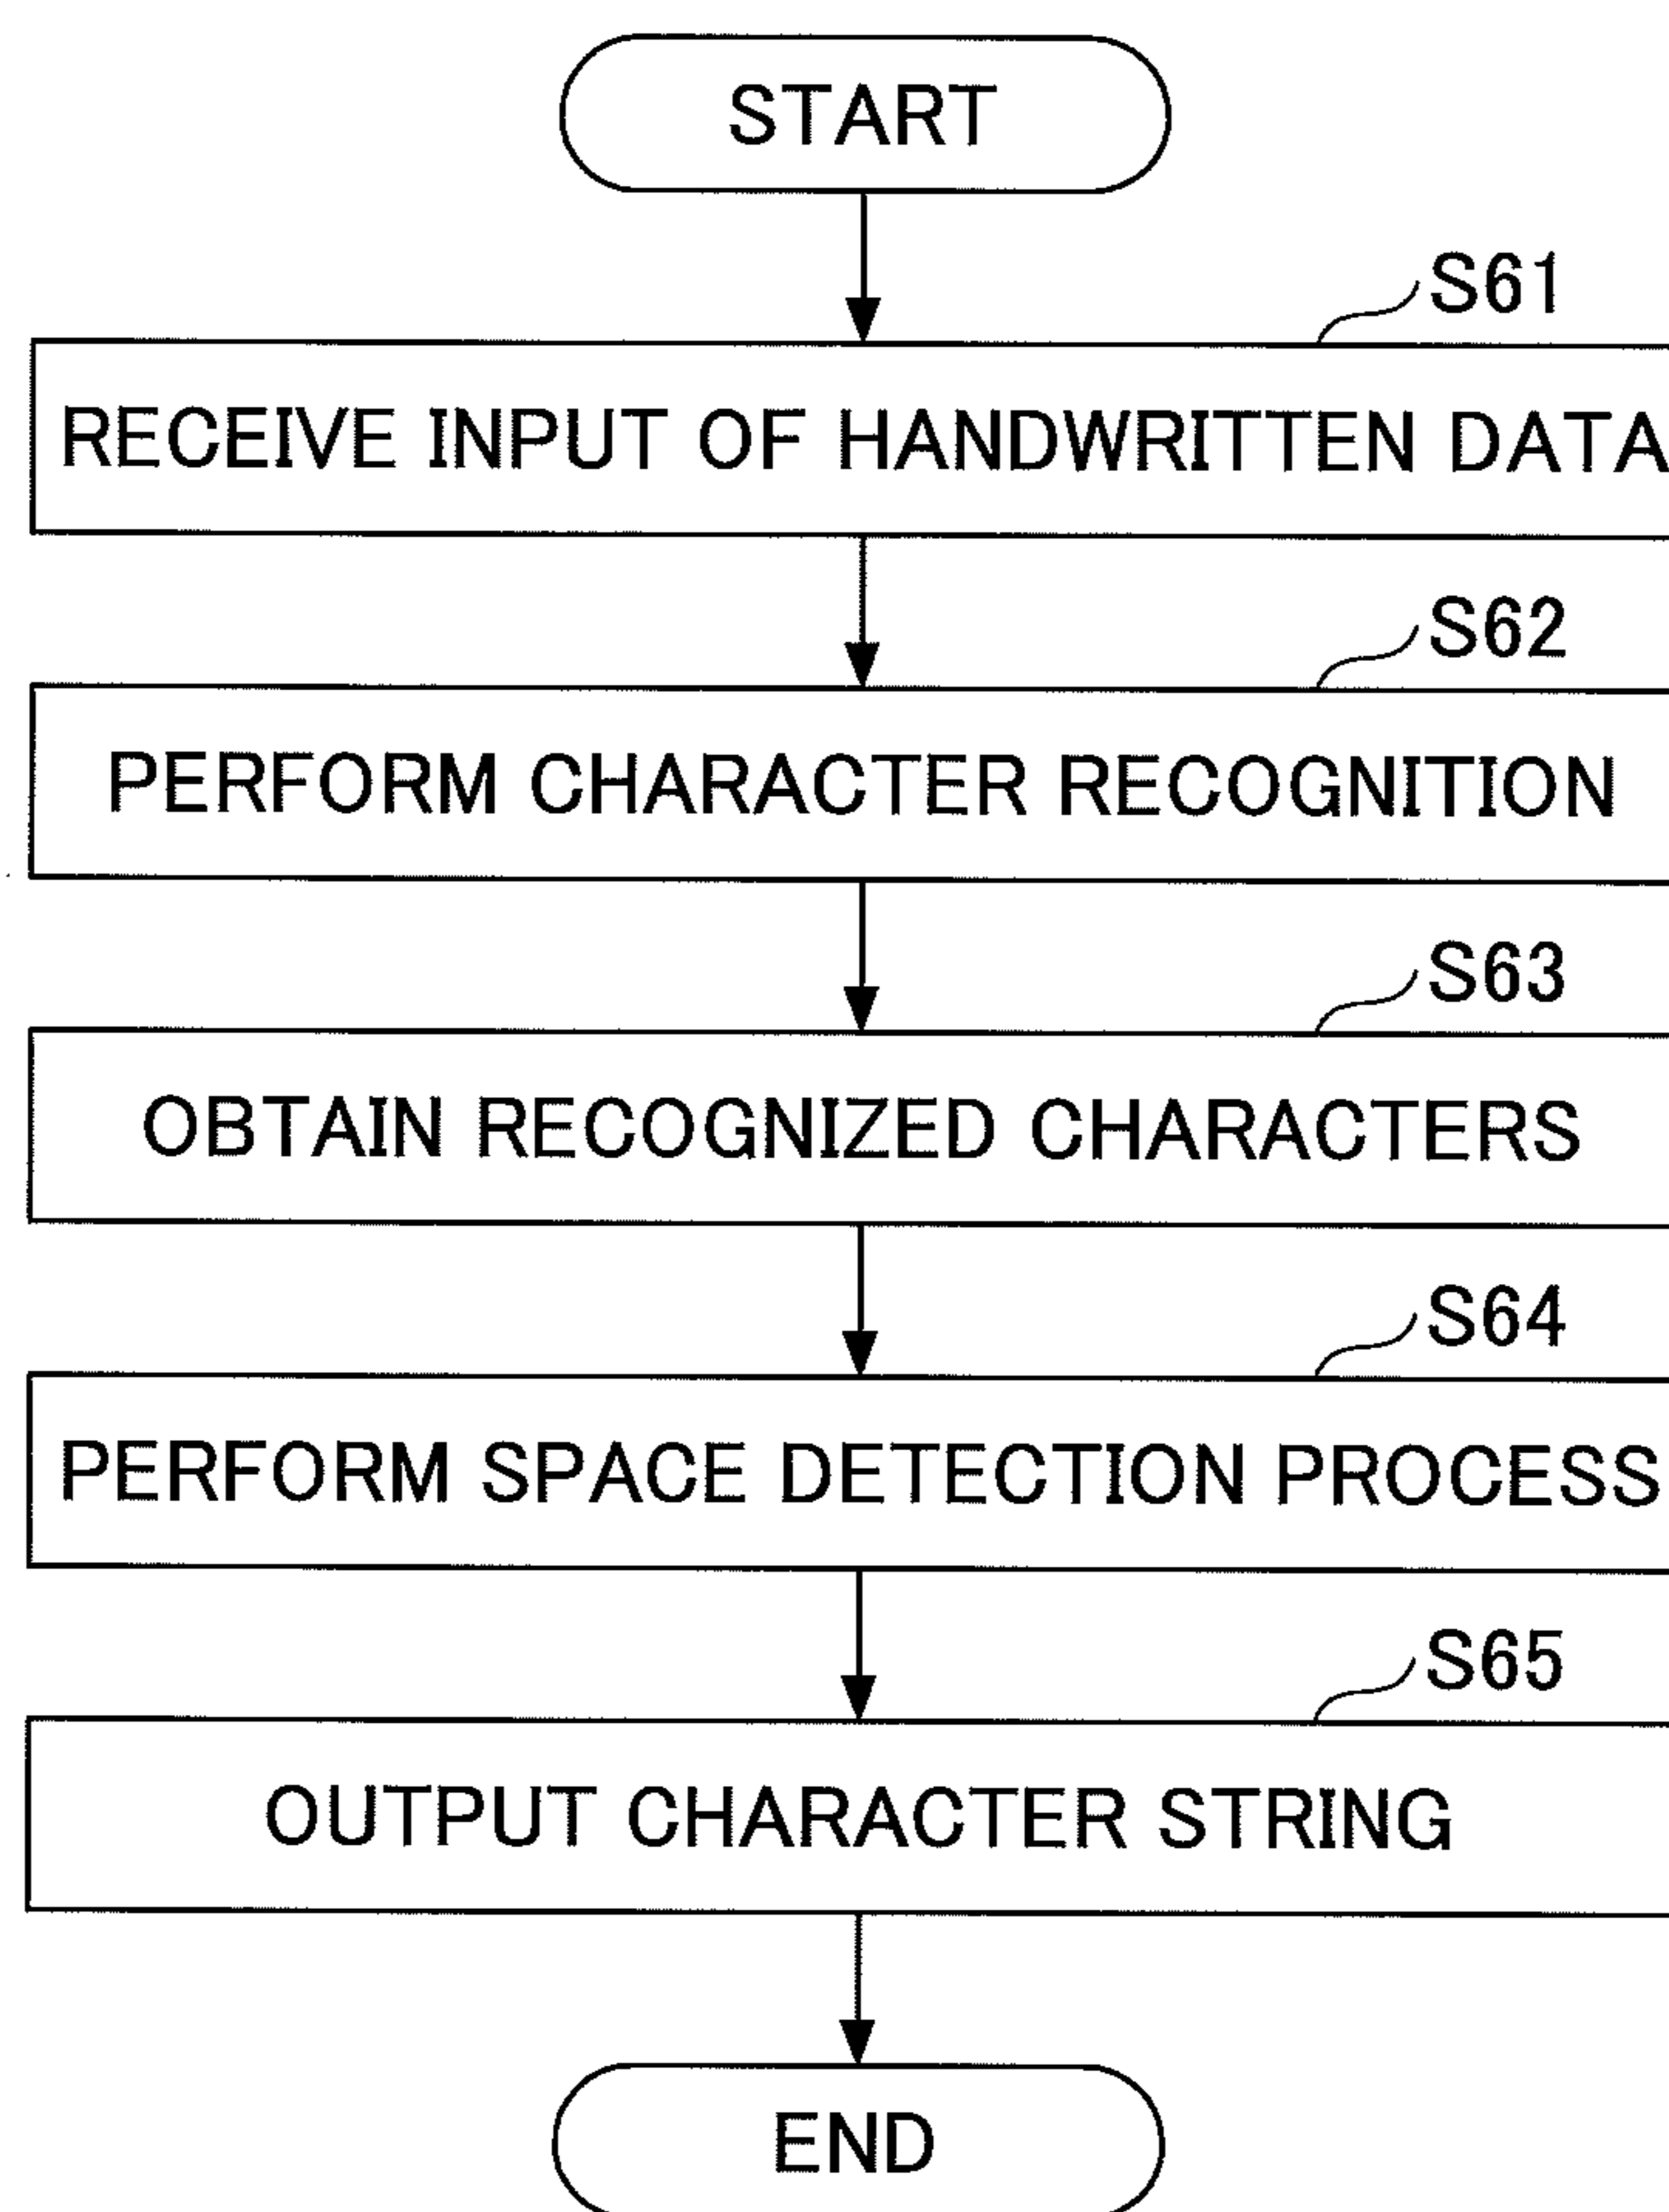 START
S61
RECEIVE INPUT OF HANDWRITTEN DATA
S62
PERFORM CHARACTER RECOGNITION
S63
OBTAIN RECOGNIZED CHARACTERS
S64
PERFORM SPACE DETECTION PROCESS
S65
OUTPUT CHARACTER STRING
END